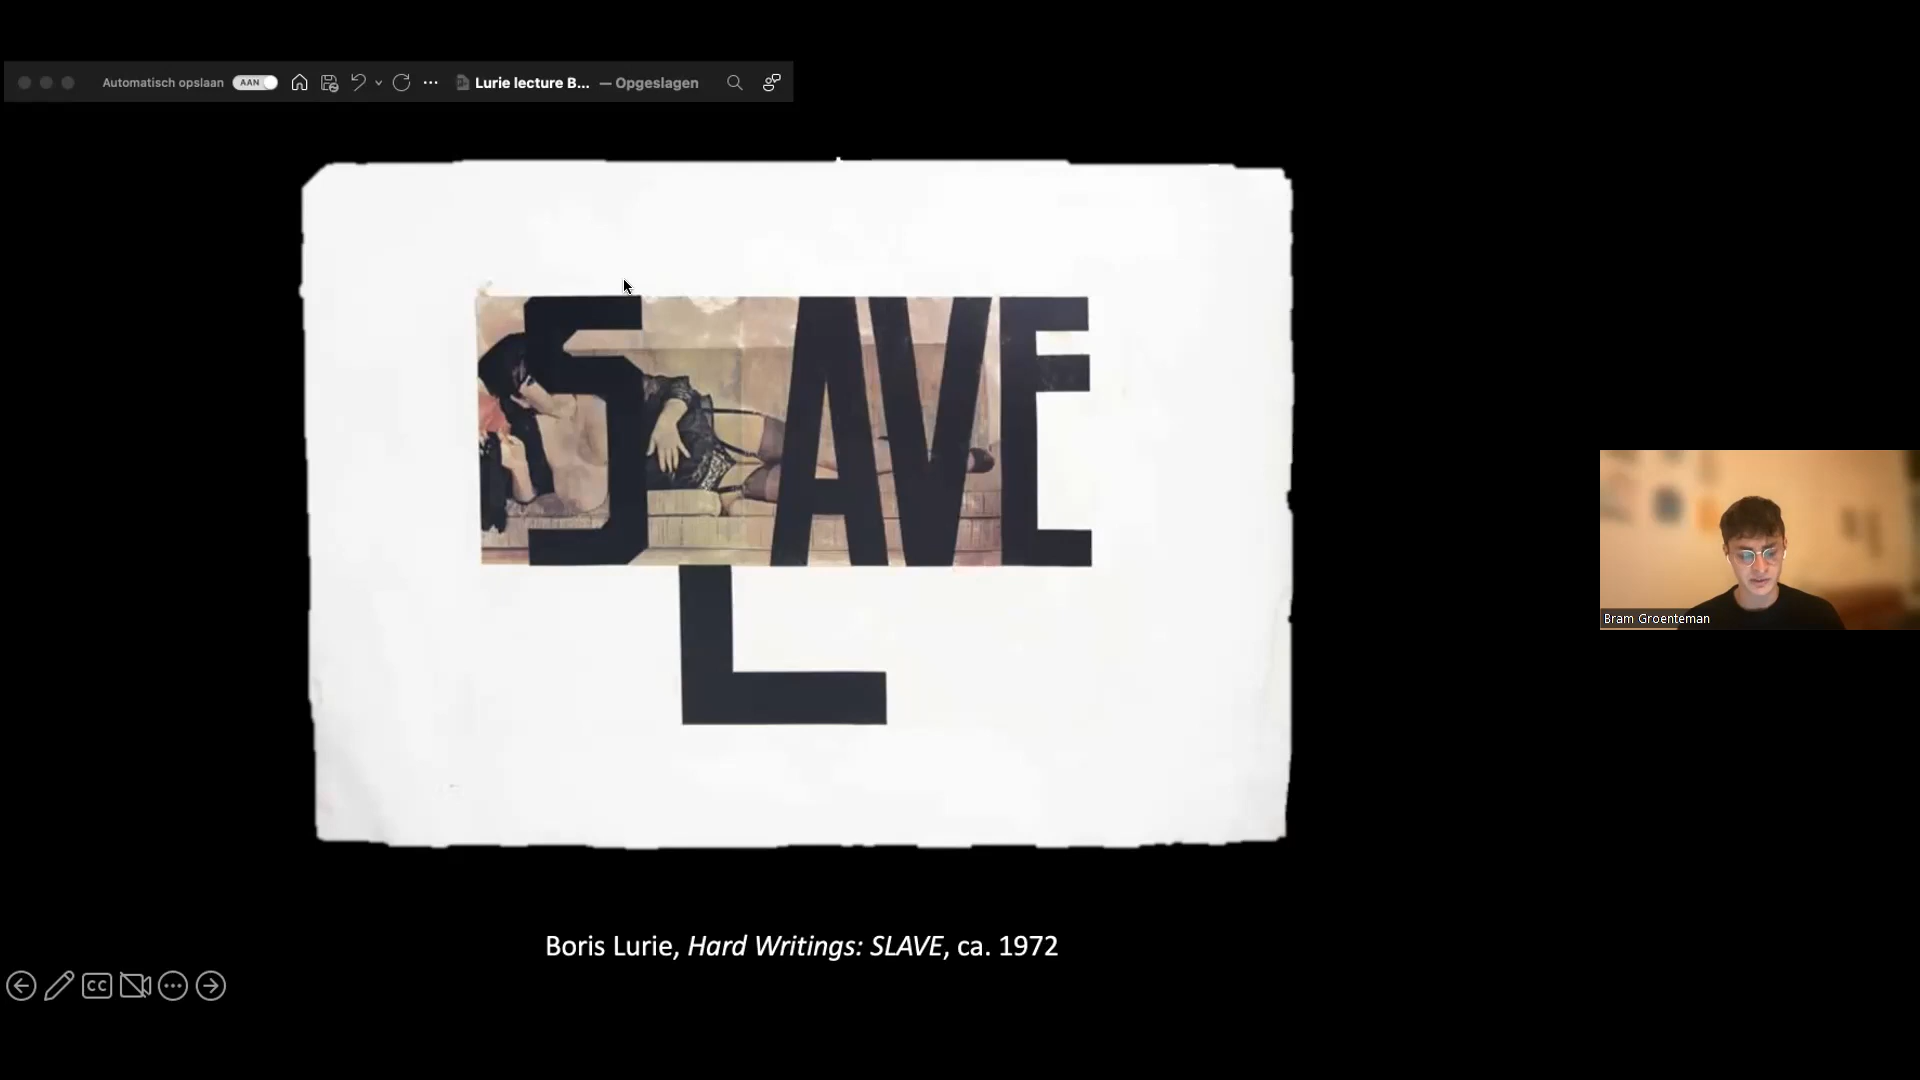 Automatisch opslaan AAN Lurie lecture B... — Opgeslagen
SAVE
L
Bram Groenteman
Boris Lurie, Hard Writings: SLAVE, ca. 1972
CC